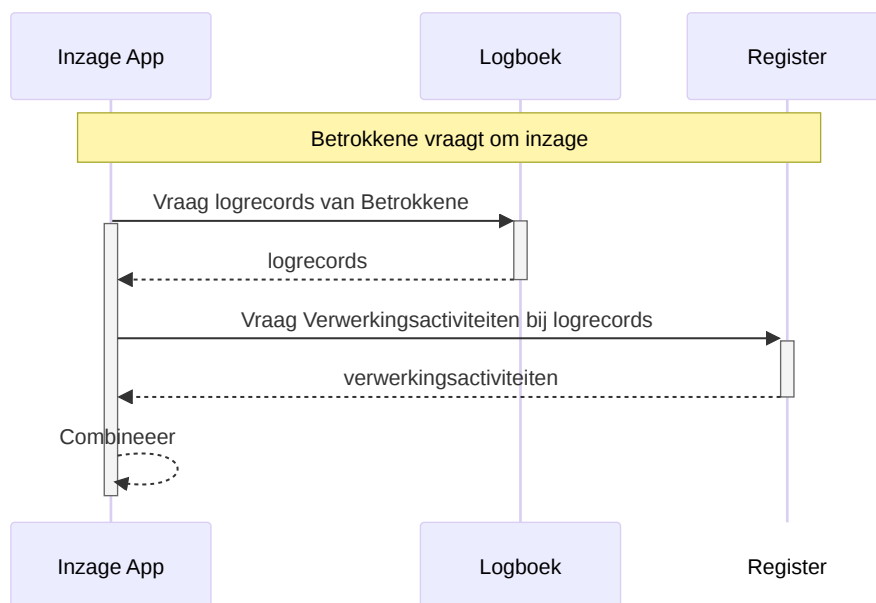 Inzage App
Logboek
Register
Betrokkene vraagt om inzage
Vraag logrecords van Betrokkene
logrecords
Vraag Verwerkingsactiviteiten bij logrecords
verwerkingsactiviteiten
Combineeer
Inzage App
Logboek
Register